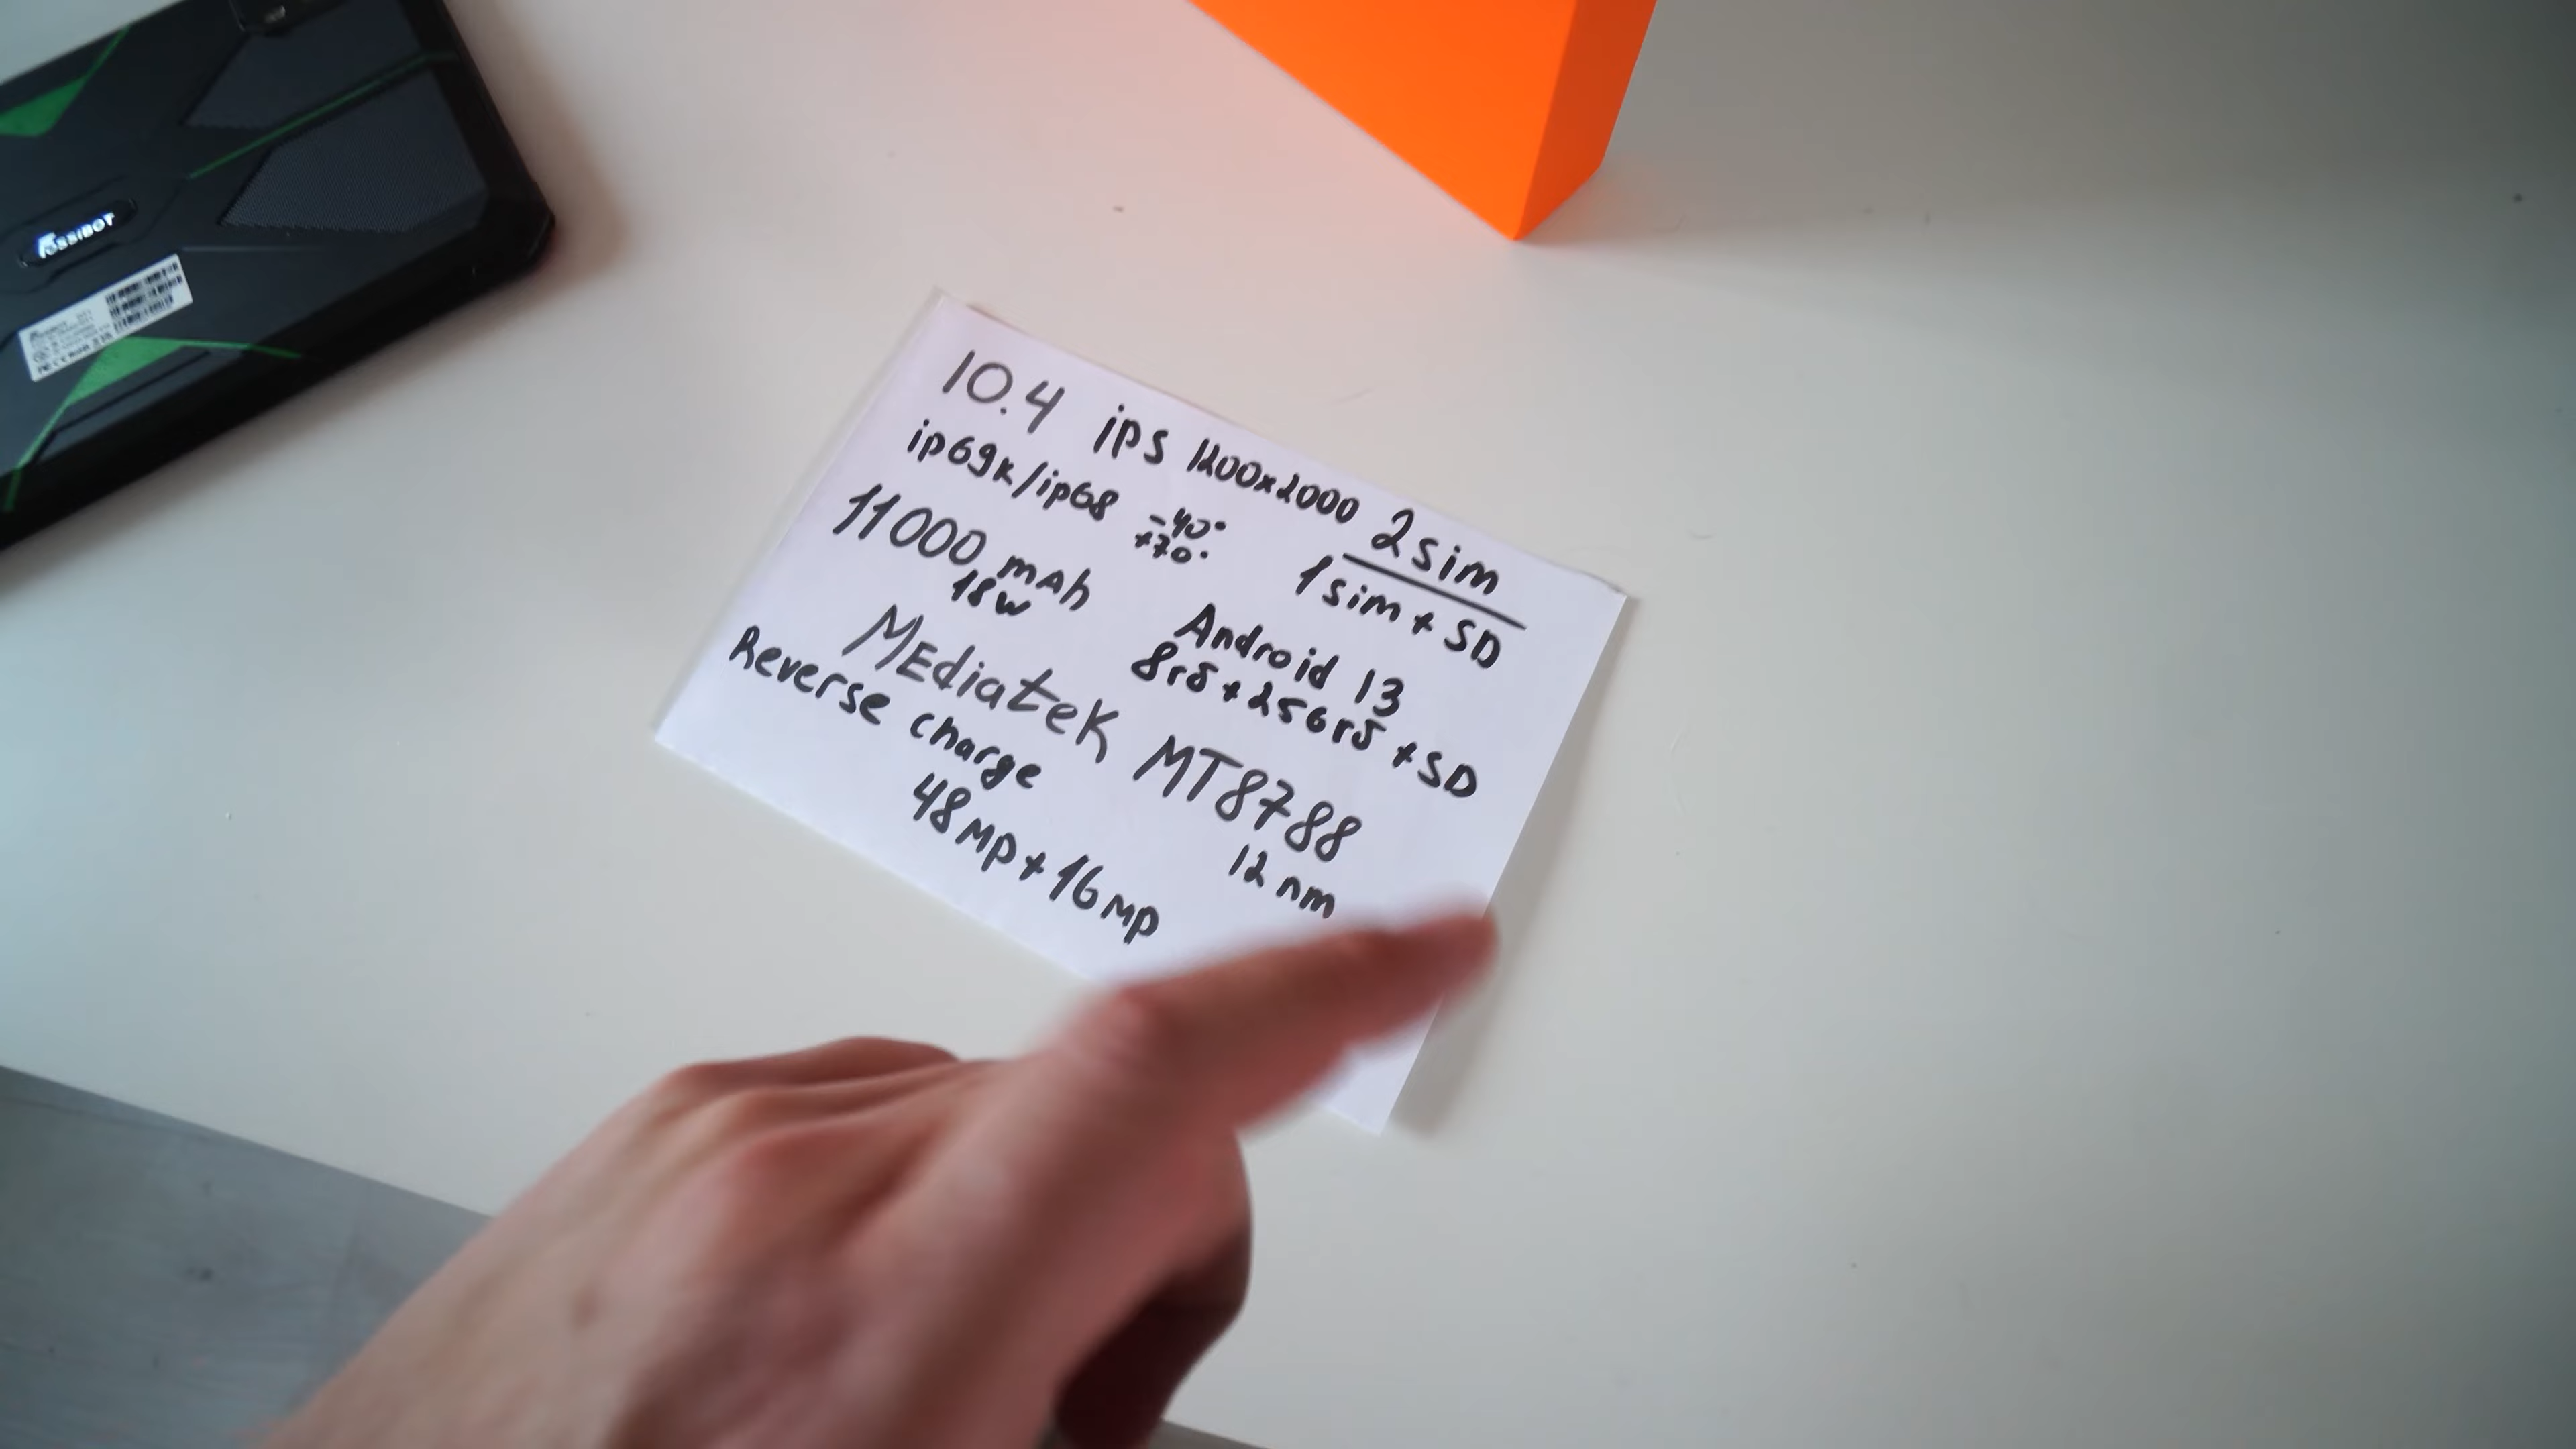 FOSSIBOT
10.4 ips 1200x2000
ip69k/ip68 -40° +70°
2sim
1sim + SD
11000 mAh
18w
Android 13
8гб + 256гб + SD
MEdiateK MT8788
12 nm
Reverse charge
48MP + 16MP